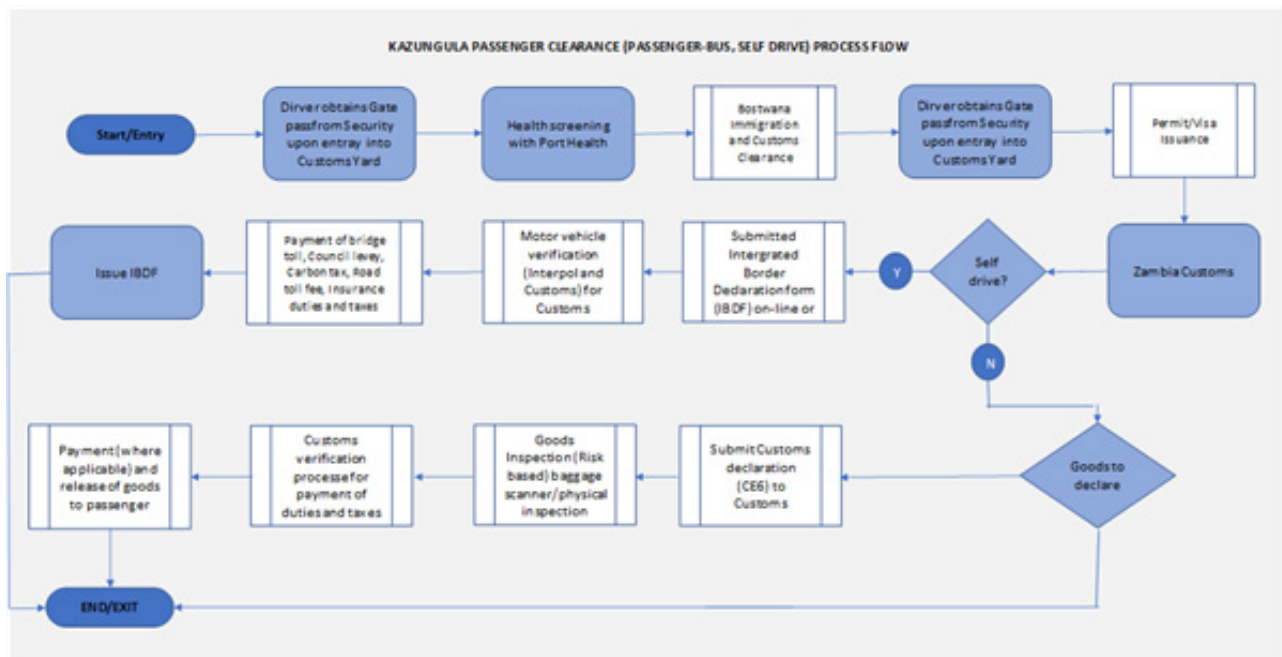 KAZUNGULA PASSENGER CLEARANCE (PASSENGER-BUS, SELF DRIVE) PROCESS FLOW
Start/Entry
Dirve obtains Gate
pass from Security
upon entray into
Customs Yard
Health screening
with Port Health
Bostwana
Immigration
and Customs
Clearance
Dirve obtains Gate
pass from Security
upon entray into
Customs Yard
Permit/Visa
Issuance
Zambia Customs
Self
drive?
Y
Submitted
Intergrated
Border
Declaration form
(IBDF) on-line or
Motor vehicle
verification
(Interpol and
Customs) for
Customs
Payment of bridge
toll, Council levey,
Carbon tax, Road
toll fee, Insurance
duties and taxes
Issue IBDF
N
Goods to
declare
Submit Customs
declaration
(CE6) to
Customs
Goods
Inspection (Risk
based) baggage
scanner/physical
inspection
Customs
verification
processe for
payment of
duties and taxes
Payment (where
applicable) and
release of goods
to passenger
END/EXIT